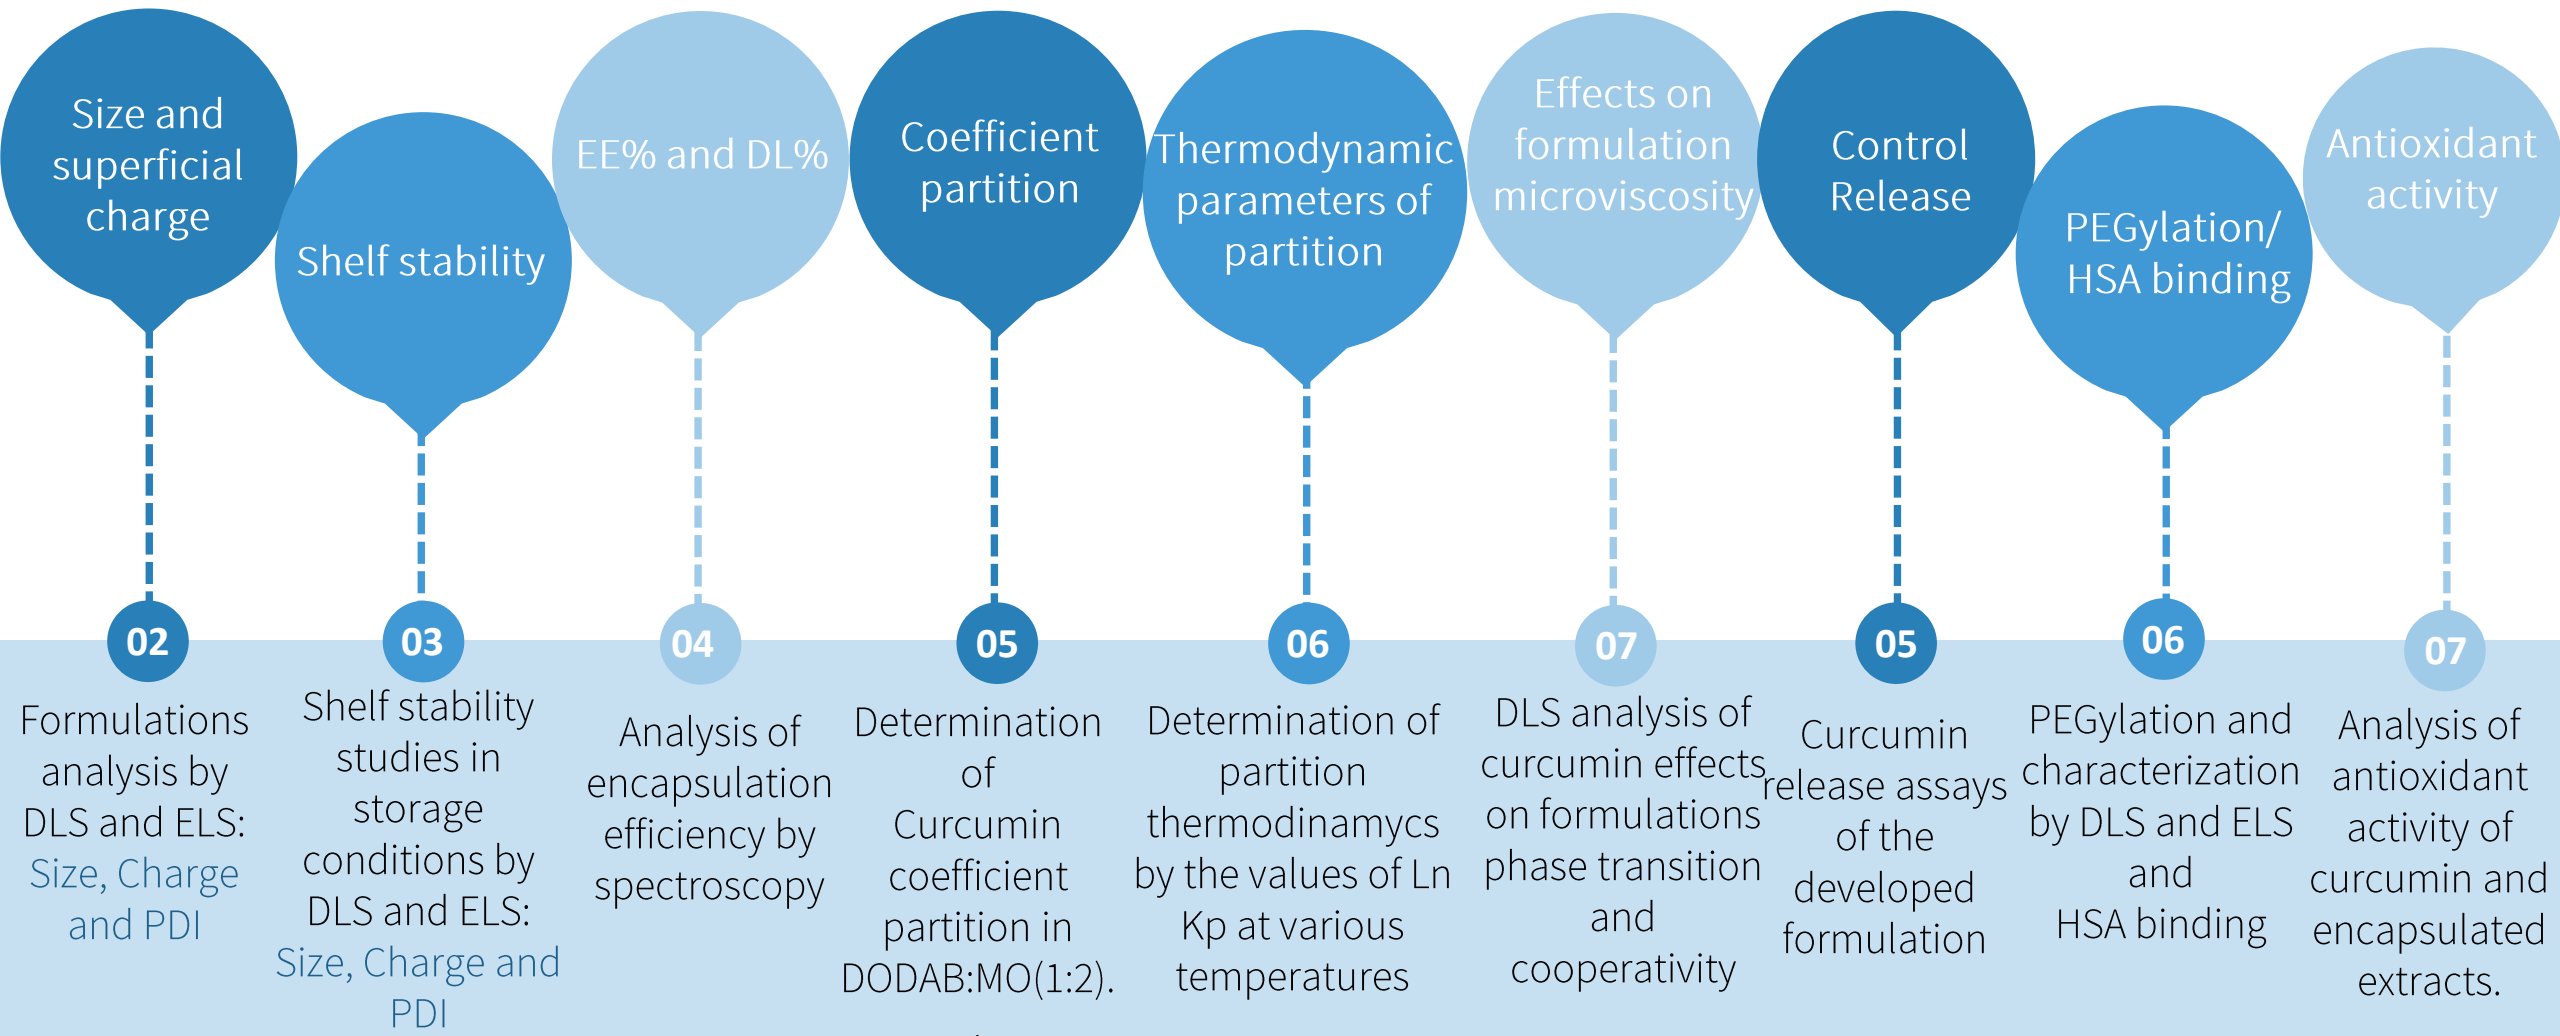 Size and
superficial
charge
Shelf stability
EE% and DL%
Coefficient
partition
Thermodynamic
parameters of
partition
Effects on
formulation
microviscosity
Control
Release
PEGylation/
HSA binding
Antioxidant
activity
02
Formulations
analysis by
DLS and ELS:
Size, Charge
and PDI
03
Shelf stability
studies in
storage
conditions by
DLS and ELS:
Size, Charge and
PDI
04
Analysis of
encapsulation
efficiency by
spectroscopy
05
Determination
of
Curcumin
coefficient
partition in
DODAB:MO(1:2).
06
Determination of
partition
thermodinamycs
by the values of Ln
Kp at various
temperatures
07
DLS analysis of
curcumin effects
on formulations
phase transition
and
cooperativity
05
Curcumin
release assays
of the
developed
formulation
06
PEGylation and
characterization
by DLS and ELS
and
HSA binding
07
Analysis of
antioxidant
activity of
curcumin and
encapsulated
extracts.